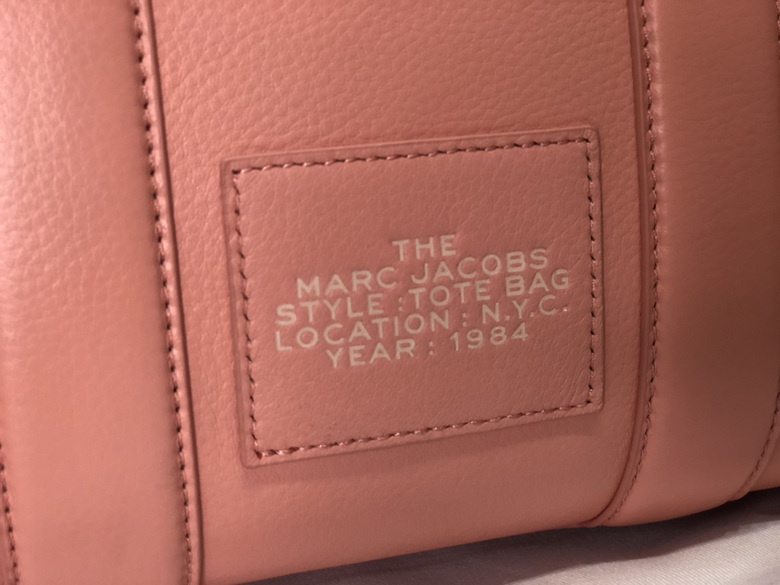 THE
MARC JACOBS
STYLE : TOTE BAG
LOCATION : N.Y.C.
YEAR : 1984